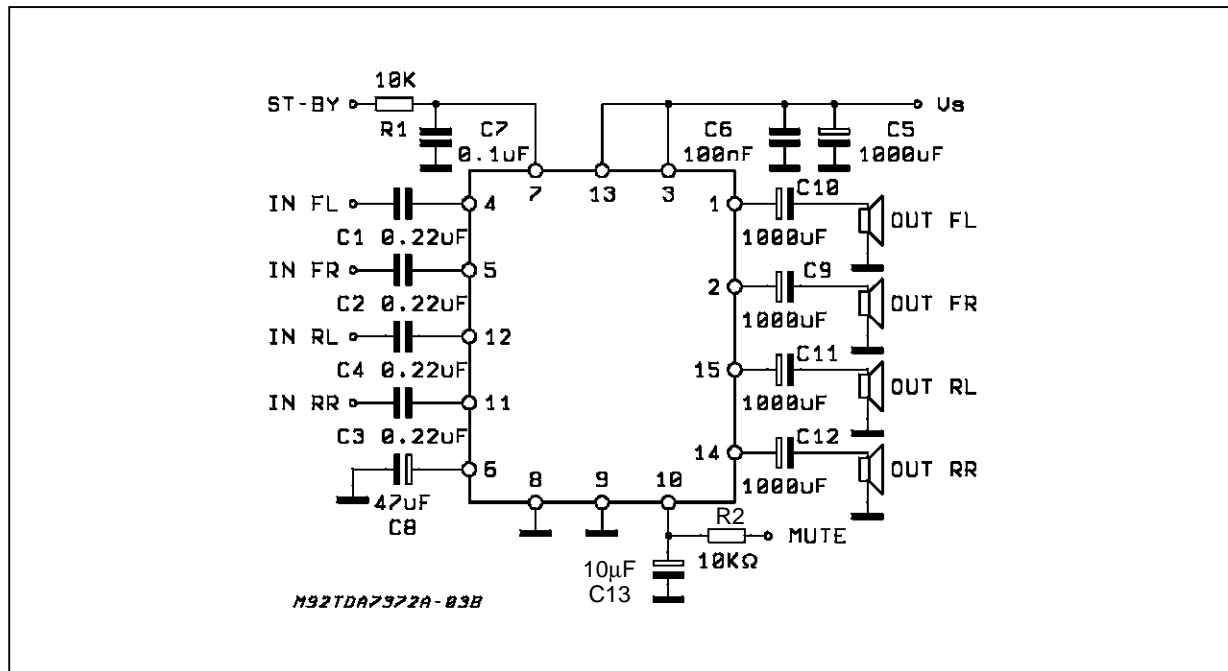 10K
ST-BY
R1
C7
0.1uF
C6
100nF
C5
1000uF
Vs
7
13
3
IN FL
4
C1 0.22uF
IN FR
5
C2 0.22uF
IN RL
12
C4 0.22uF
IN RR
11
C3 0.22uF
6
47uF
C8
8
9
10
1
C10
1000uF
OUT FL
2
C9
1000uF
OUT FR
15
C11
1000uF
OUT RL
14
C12
1000uF
OUT RR
R2
MUTE
10KΩ
10µF
C13
M92TDA7372A-03B